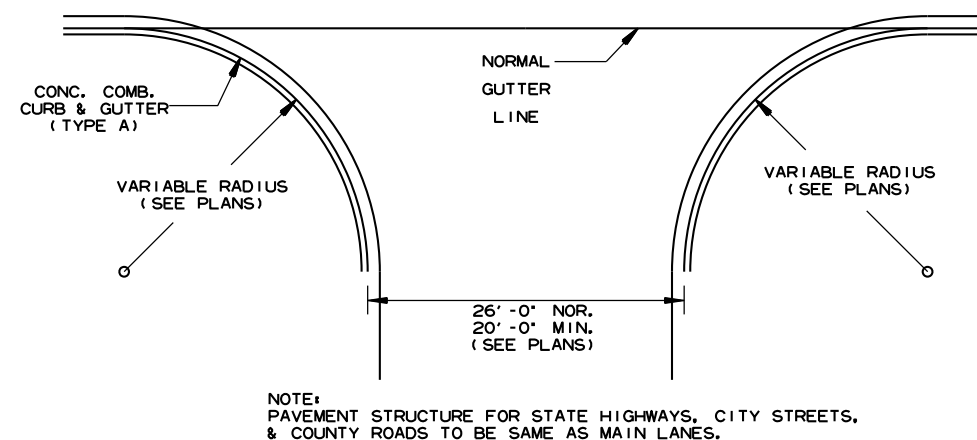 NORMAL
GUTTER
LINE
CONC. COMB.
CURB & GUTTER
(TYPE A)
VARIABLE RADIUS
(SEE PLANS)
VARIABLE RADIUS
(SEE PLANS)
26'-0" NOR.
20'-0" MIN.
(SEE PLANS)
NOTE:
PAVEMENT STRUCTURE FOR STATE HIGHWAYS, CITY STREETS,
& COUNTY ROADS TO BE SAME AS MAIN LANES.